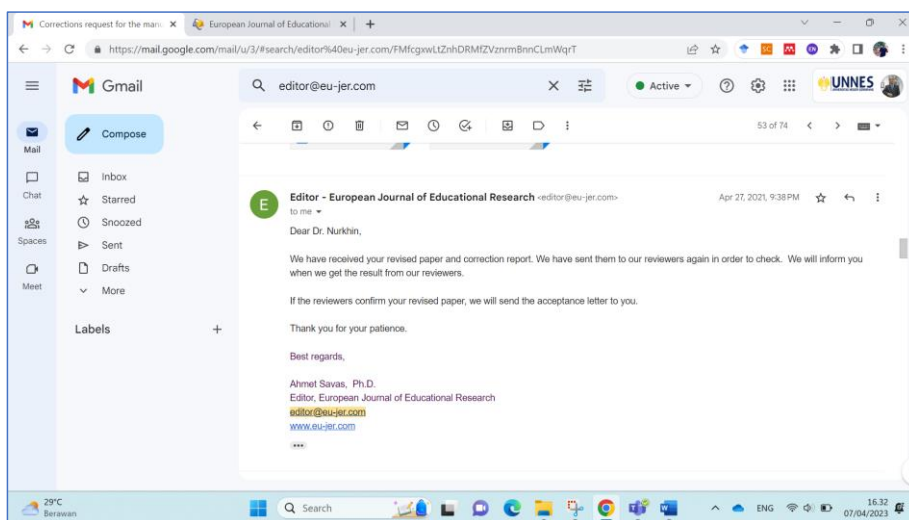 Corrections request for the manu
European Journal of Educational
https://mail.google.com/mail/u/3/#search/editor%40eu-jer.com/FMfcgxwLtZnhDRMfZVznrmBnnCLmWqrT
Gmail
editor@eu-jer.com
Active
UNNES
Compose
53 of 74
Mail
Inbox
Chat
Starred
Editor - European Journal of Educational Research <editor@eu-jer.com>
Apr 27, 2021, 9:38 PM
to me
Snoozed
Dear Dr. Nurkhin,
Spaces
Sent
We have received your revised paper and correction report. We have sent them to our reviewers again in order to check. We will inform you
when we get the result from our reviewers.
Drafts
Meet
More
If the reviewers confirm your revised paper, we will send the acceptance letter to you.
Labels
Thank you for your patience.
Best regards,
Ahmet Savas, Ph.D.
Editor, European Journal of Educational Research
editor@eu-jer.com
www.eu-jer.com
29°C
Berawan
Search
ENG
16.32
07/04/2023